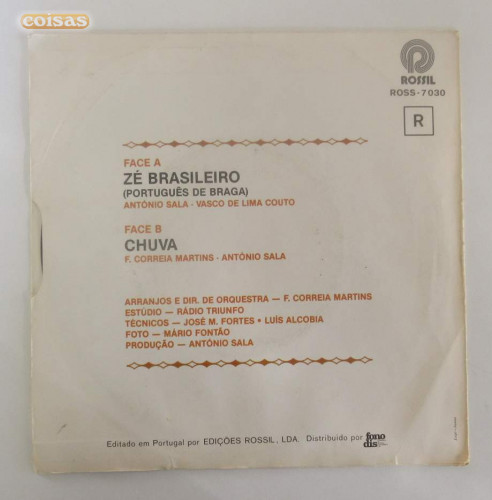 coisas
ROSSIL
ROSS-7030
R
FACE A
ZÉ BRASILEIRO
(PORTUGUÊS DE BRAGA)
ANTÓNIO SALA - VASCO DE LIMA COUTO
FACE B
CHUVA
F. CORREIA MARTINS - ANTÓNIO SALA
ARRANJOS E DIR. DE ORQUESTRA — F. CORREIA MARTINS
ESTÚDIO — RÁDIO TRIUNFO
TÉCNICOS — JOSÉ M. FORTES • LUÍS ALCOBIA
FOTO — MÁRIO FONTÃO
PRODUÇÃO — ANTÓNIO SALA
Editado em Portugal por EDIÇÕES ROSSIL, LDA. Distribuído por fono
dis